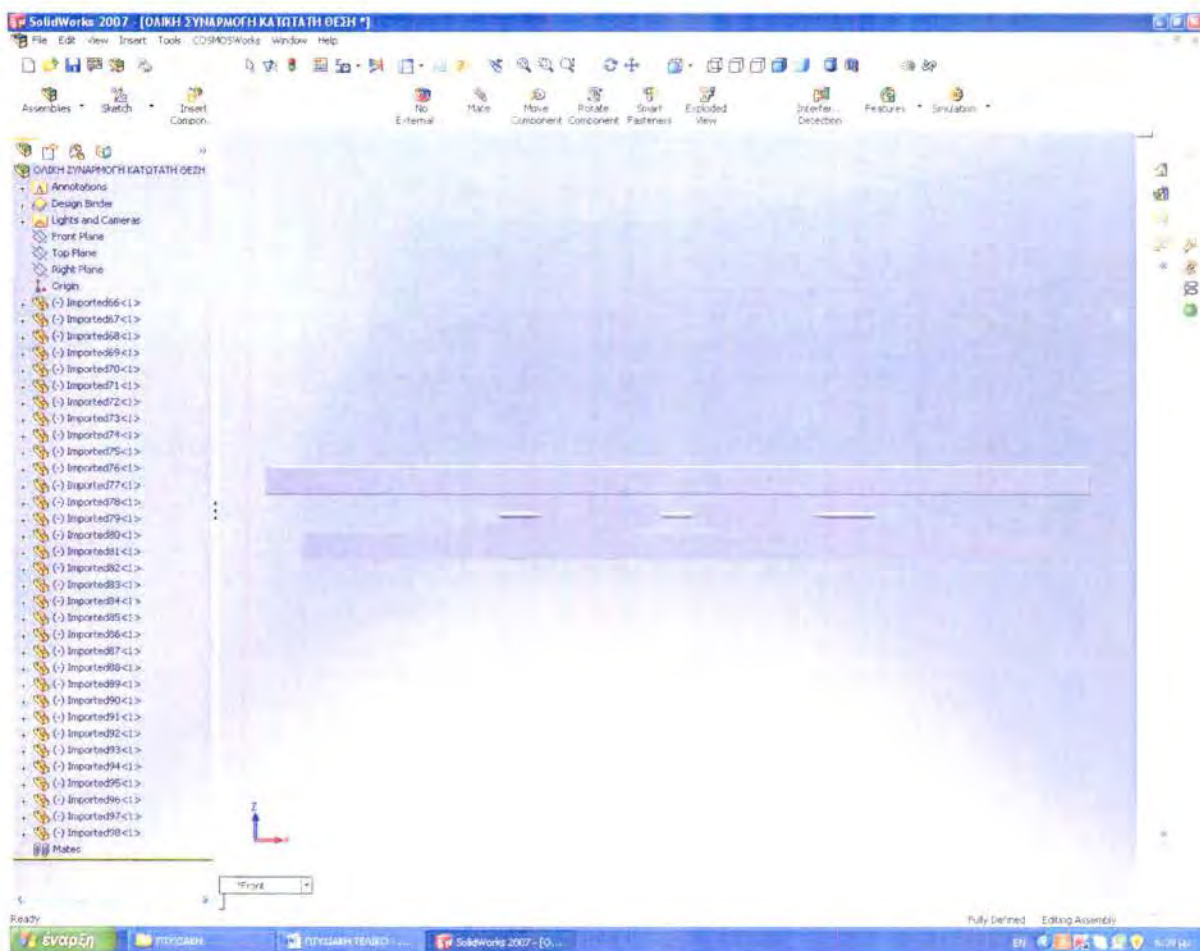 SolidWorks 2007 - [ΟΛΙΚΗ ΣΥΝΑΡΜΟΓΗ ΚΑΤΩΤΑΤΗ ΘΕΣΗ *]
File Edit View Insert Tools COSMOSWorks Window Help
Assemblies Sketch Insert Compon.. No External Mate Move Component Rotate Component Smart Fasteners Exploded View Interfer... Detection Features Simulation
ΟΛΙΚΗ ΣΥΝΑΡΜΟΓΗ ΚΑΤΩΤΑΤΗ ΘΕΣΗ
Annotations
Design Binder
Lights and Cameras
Front Plane
Top Plane
Right Plane
Origin
(-) Imported66<1>
(-) Imported67<1>
(-) Imported68<1>
(-) Imported69<1>
(-) Imported70<1>
(-) Imported71<1>
(-) Imported72<1>
(-) Imported73<1>
(-) Imported74<1>
(-) Imported75<1>
(-) Imported76<1>
(-) Imported77<1>
(-) Imported78<1>
(-) Imported79<1>
(-) Imported80<1>
(-) Imported81<1>
(-) Imported82<1>
(-) Imported83<1>
(-) Imported84<1>
(-) Imported85<1>
(-) Imported86<1>
(-) Imported87<1>
(-) Imported88<1>
(-) Imported89<1>
(-) Imported90<1>
(-) Imported91<1>
(-) Imported92<1>
(-) Imported93<1>
(-) Imported94<1>
(-) Imported95<1>
(-) Imported96<1>
(-) Imported97<1>
(-) Imported98<1>
Mates
Z
*Front
Ready Fully Defined Editing Assembly
έναρξη ΠΤΥΧΙΑΚΗ ΠΤΥΧΙΑΚΗ ΤΕΛΙΚΟ - ... SolidWorks 2007 - [Ο... EN